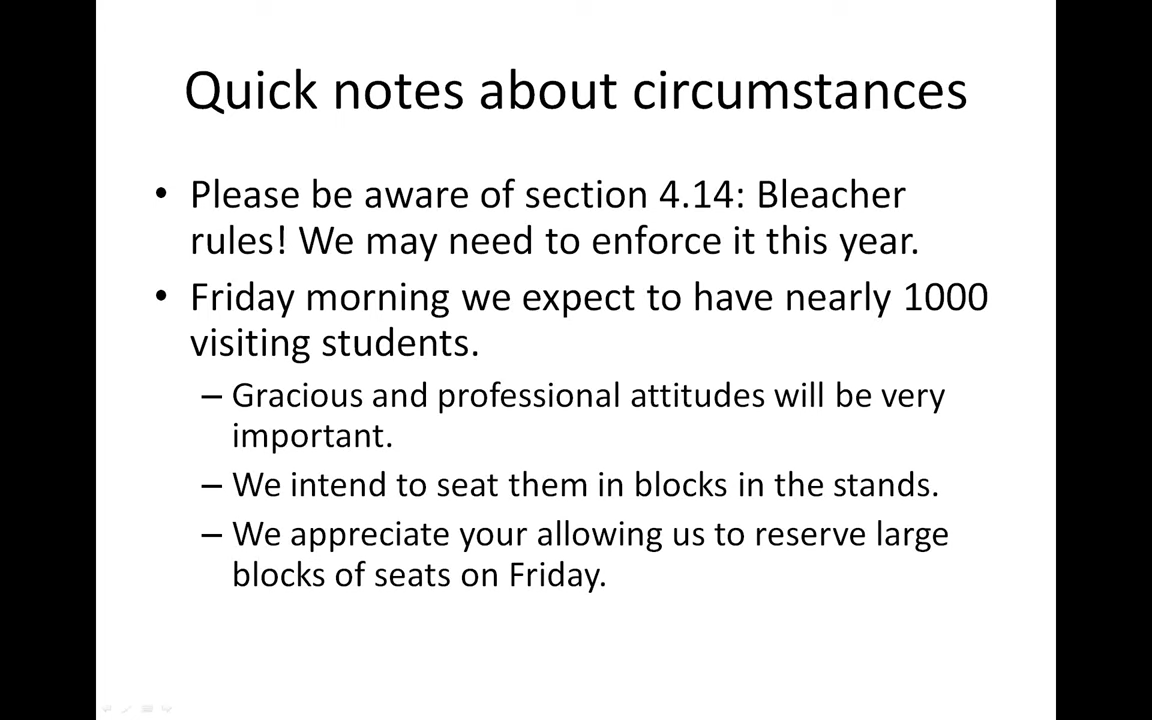 Quick notes about circumstances
• Please be aware of section 4.14: Bleacher
rules! We may need to enforce it this year.
• Friday morning we expect to have nearly 1000
visiting students.
– Gracious and professional attitudes will be very
important.
– We intend to seat them in blocks in the stands.
– We appreciate your allowing us to reserve large
blocks of seats on Friday.